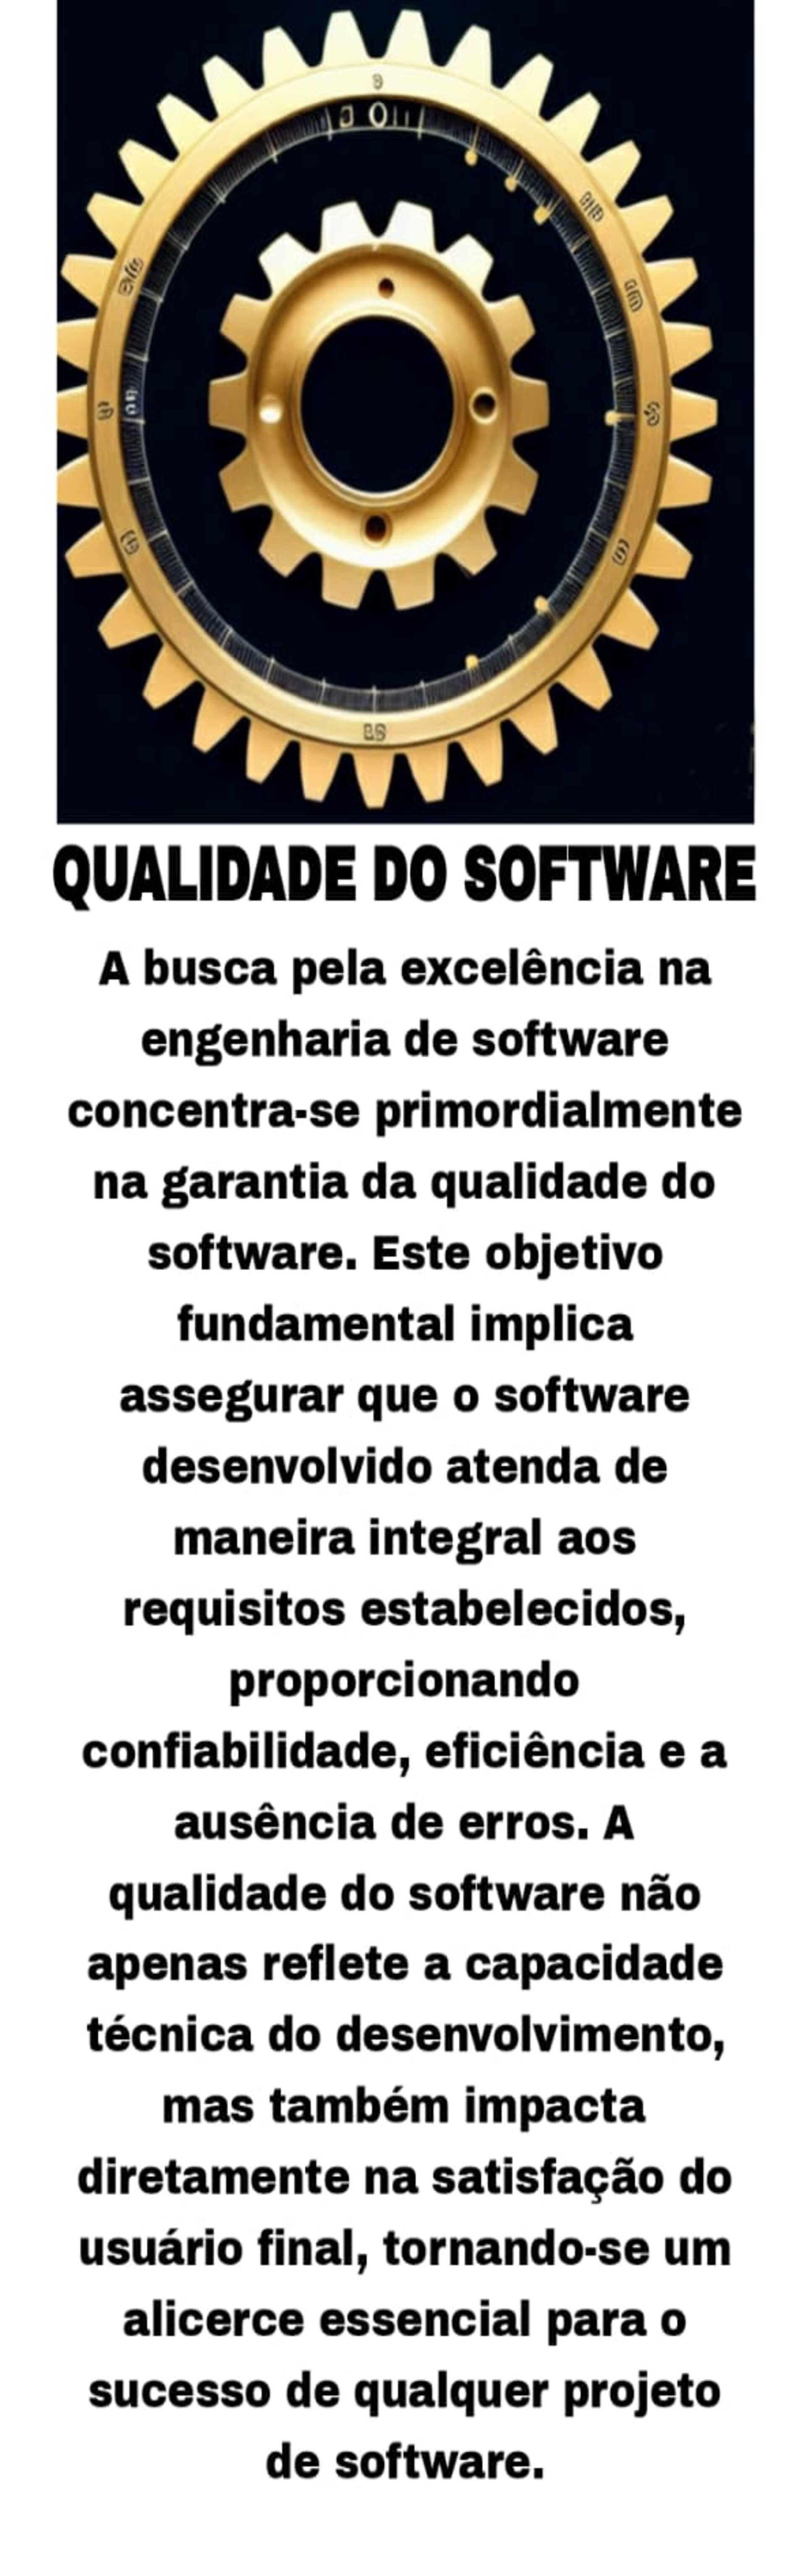 QUALIDADE DO SOFTWARE
A busca pela excelência na
engenharia de software
concentra-se primordialmente
na garantia da qualidade do
software. Este objetivo
fundamental implica
assegurar que o software
desenvolvido atenda de
maneira integral aos
requisitos estabelecidos,
proporcionando
confiabilidade, eficiência e a
ausência de erros. A
qualidade do software não
apenas reflete a capacidade
técnica do desenvolvimento,
mas também impacta
diretamente na satisfação do
usuário final, tornando-se um
alicerce essencial para o
sucesso de qualquer projeto
de software.